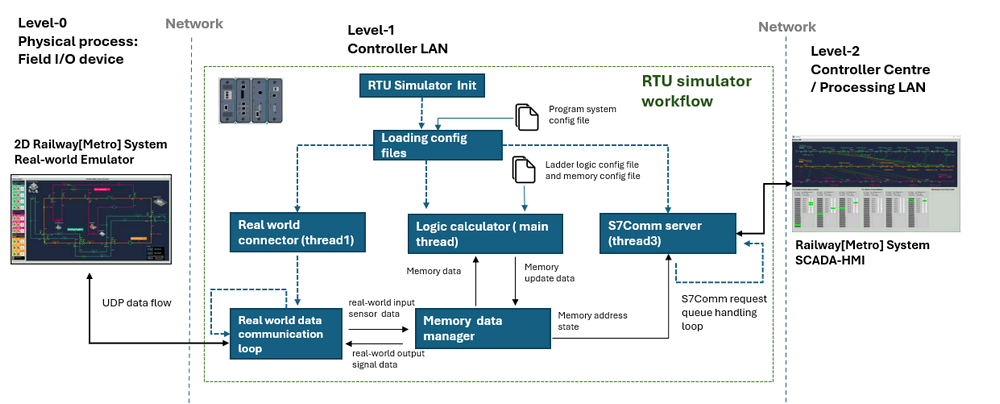 Level-0
Physical process:
Field I/O device
Network
Level-1
Controller LAN
Network
Level-2
Controller Centre
/ Processing LAN
RTU simulator
workflow
RTU Simulator Init
Program system
config file
Loading config
files
2D Railway[Metro] System
Real-world Emulator
Ladder logic config file
and memory config file
Real world
connector (thread1)
Logic calculator ( main
thread)
S7Comm server
(thread3)
Railway[Metro] System
SCADA-HMI
Memory data
Memory
update data
S7Comm request
queue handling
loop
UDP data flow
real-world input
sensor data
Real world data
communication
loop
Memory data
manager
Memory address
state
real-world output
signal data